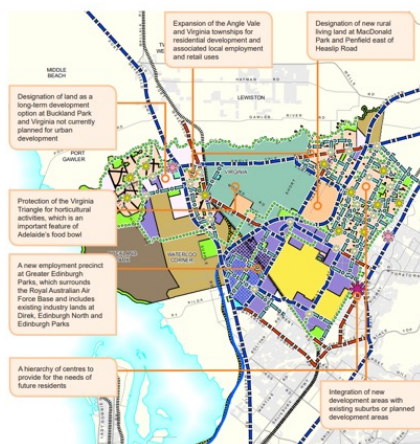 Expansion of the Angle Vale
and Virginia townships for
residential development and
associated local employment
and retail uses
Designation of new rural
living land at MacDonald
Park and Penfield east of
Heaslip Road
MIDDLE
BEACH
LEWISTON
Designation of land as a
long-term development
option at Buckland Park
and Virginia not currently
planned for urban
development
PORT
GAWLER
VIRGINIA
Protection of the Virginia
Triangle for horticultural
activities, which is an
important feature of
Adelaide's food bowl
WATERLOO
CORNER
A new employment precinct
at Greater Edinburgh
Parks, which surrounds
the Royal Australian Air
Force Base and includes
existing industry lands at
Direk, Edinburgh North and
Edinburgh Parks
A hierarchy of centres to
provide for the needs of
future residents
Integration of new
development areas with
existing suburbs or planned
development areas